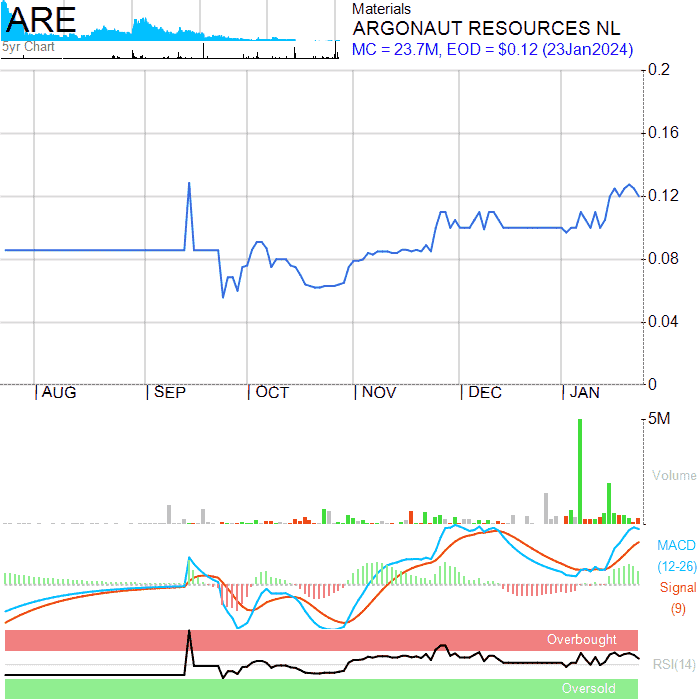 ARE
5yr Chart
Materials
ARGONAUT RESOURCES NL
MC = 23.7M, EOD = $0.12 (23Jan2024)
0.2
0.16
0.12
0.08
0.04
0
AUG SEP OCT NOV DEC JAN
5M
Volume
MACD
(12-26)
Signal
(9)
Overbought
RSI(14)
Oversold